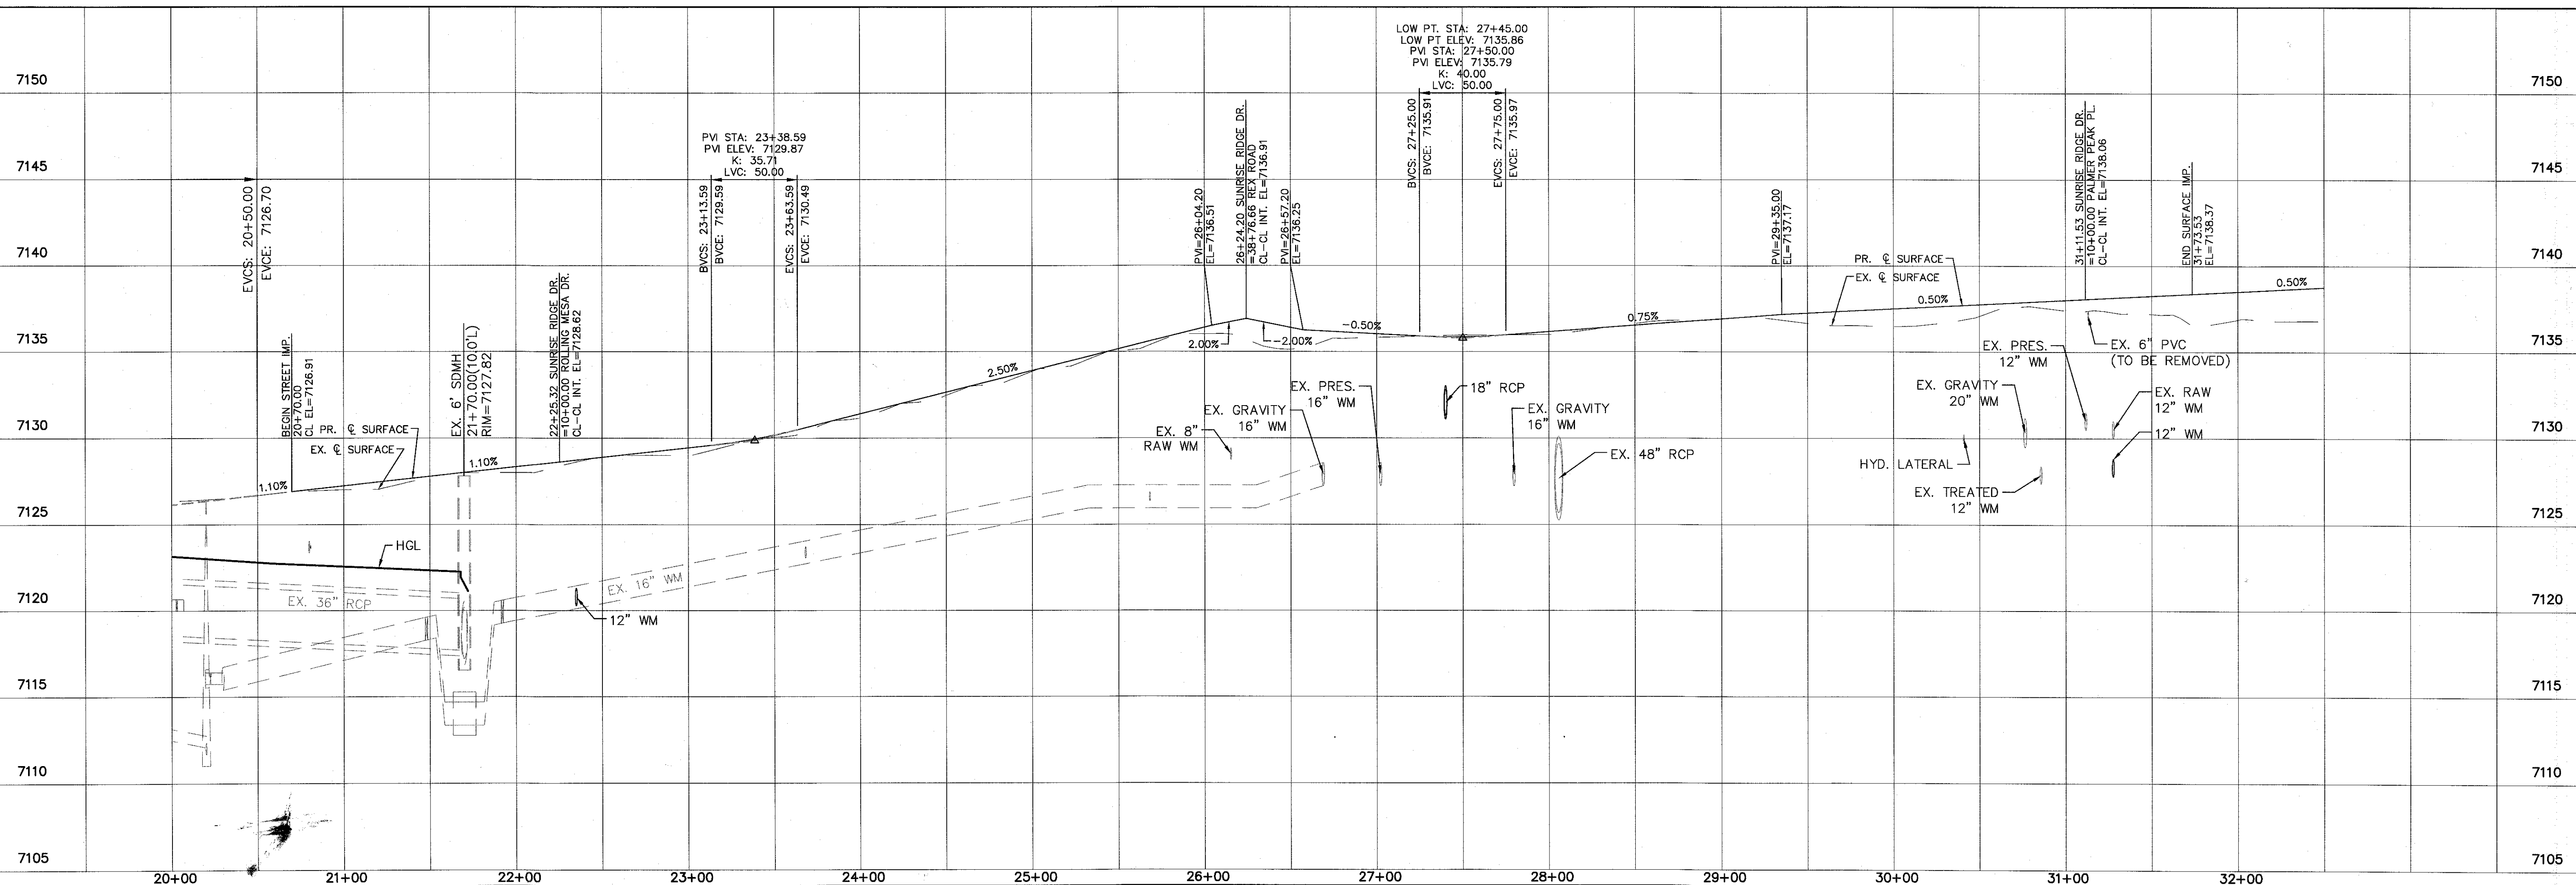 LOW PT. STA: 27+45.00
LOW PT ELEV: 7135.86
PVI STA: 27+50.00
PVI ELEV: 7135.79
K: 40.00
LVC: 50.00
7150
7150
PVI STA: 23+38.59
PVI ELEV: 7129.87
K: 35.71
LVC: 50.00
7145
7145
EVCS: 20+50.00
EVCE: 7126.70
BVCS: 23+13.59
BVCE: 7129.59
EVCS: 23+63.59
EVCE: 7130.49
PVI=26+04.20
EL=7136.51
26+24.20 SUNRISE RIDGE DR.
=38+76.66 REX ROAD
CL-CL INT. EL=7136.91
PVI=26+57.20
EL=7136.25
BVCS: 27+25.00
BVCE: 7135.91
EVCS: 27+75.00
EVCE: 7135.97
PVI=29+35.00
EL=7137.17
31+11.53 SUNRISE RIDGE DR.
=10+00.00 PALMER PEAK PL.
CL-CL INT. EL=7138.06
END SURFACE IMP.
31+73.53
EL=7138.37
7140
7140
PR. ℄ SURFACE
EX. ℄ SURFACE
0.50%
0.50%
BEGIN STREET IMP.
20+70.00
CL EL=7126.91
EX. 6' SDMH
21+70.00(10.0'L)
RIM=7127.82
22+25.32 SUNRISE RIDGE DR.
=10+00.00 ROLLING MESA DR.
CL-CL INT. EL=7128.62
7135
7135
2.00%
-2.00%
-0.50%
0.75%
2.50%
EX. 6" PVC
(TO BE REMOVED)
EX. PRES.
12" WM
EX. PRES.
16" WM
18" RCP
EX. GRAVITY
20" WM
EX. RAW
12" WM
EX. GRAVITY
16" WM
EX. GRAVITY
16" WM
7130
7130
PR. ℄ SURFACE
EX. ℄ SURFACE
EX. 8"
RAW WM
12" WM
EX. 48" RCP
HYD. LATERAL
1.10%
1.10%
EX. TREATED
12" WM
7125
7125
HGL
7120
7120
EX. 36" RCP
EX. 16" WM
12" WM
7115
7115
7110
7110
7105
7105
20+00
21+00
22+00
23+00
24+00
25+00
26+00
27+00
28+00
29+00
30+00
31+00
32+00